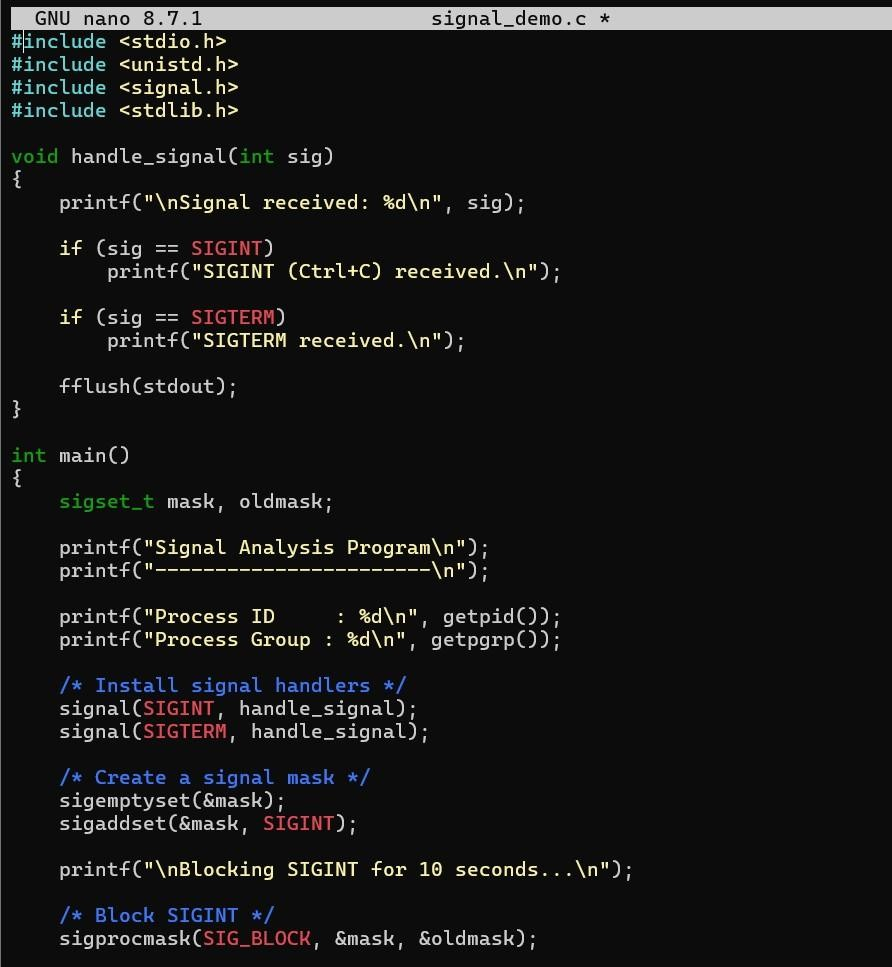 GNU nano 8.7.1 signal_demo.c *
#include <stdio.h>
#include <unistd.h>
#include <signal.h>
#include <stdlib.h>

void handle_signal(int sig)
{
    printf("\nSignal received: %d\n", sig);

    if (sig == SIGINT)
        printf("SIGINT (Ctrl+C) received.\n");

    if (sig == SIGTERM)
        printf("SIGTERM received.\n");

    fflush(stdout);
}

int main()
{
    sigset_t mask, oldmask;

    printf("Signal Analysis Program\n");
    printf("-----------------------\n");

    printf("Process ID     : %d\n", getpid());
    printf("Process Group : %d\n", getpgrp());

    /* Install signal handlers */
    signal(SIGINT, handle_signal);
    signal(SIGTERM, handle_signal);

    /* Create a signal mask */
    sigemptyset(&mask);
    sigaddset(&mask, SIGINT);

    printf("\nBlocking SIGINT for 10 seconds...\n");

    /* Block SIGINT */
    sigprocmask(SIG_BLOCK, &mask, &oldmask);